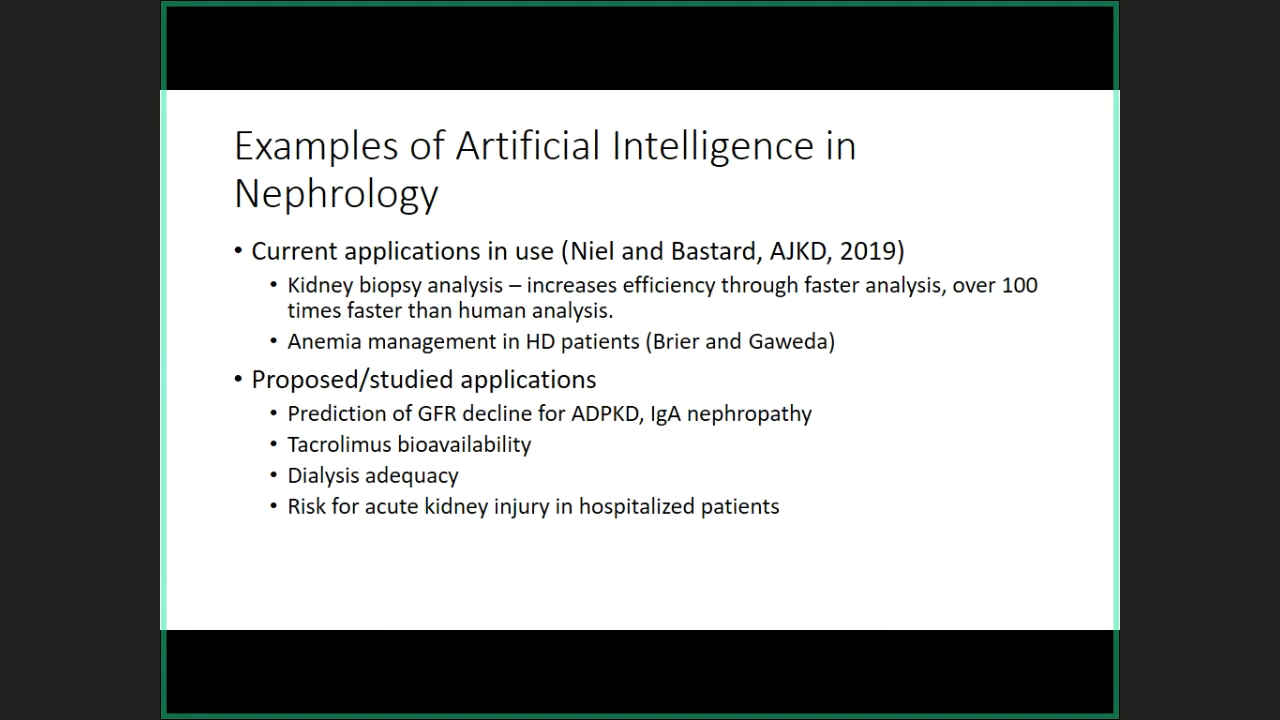 Examples of Artificial Intelligence in
Nephrology
• Current applications in use (Niel and Bastard, AJKD, 2019)
• Kidney biopsy analysis – increases efficiency through faster analysis, over 100
times faster than human analysis.
• Anemia management in HD patients (Brier and Gaweda)
• Proposed/studied applications
• Prediction of GFR decline for ADPKD, IgA nephropathy
• Tacrolimus bioavailability
• Dialysis adequacy
• Risk for acute kidney injury in hospitalized patients